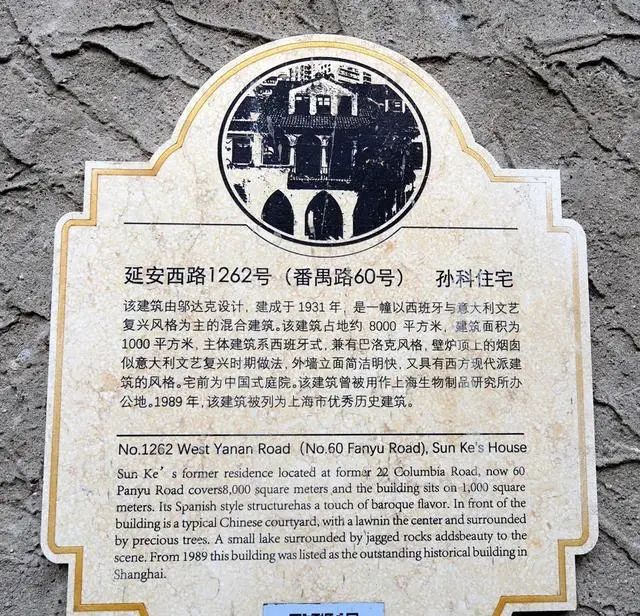 延安西路1262号（番禺路60号） 孙科住宅
该建筑由邬达克设计，建成于1931年，是一幢以西班牙与意大利文艺
复兴风格为主的混合建筑。该建筑占地约 8000 平方米，建筑面积为
1000平方米，主体建筑系西班牙式，兼有巴洛克风格，壁炉顶上的烟囱
似意大利文艺复兴时期做法，外墙立面简洁明快，又具有西方现代派建
筑的风格。宅前为中国式庭院。该建筑曾被用作上海生物制品研究所办
公地。1989年，该建筑被列为上海市优秀历史建筑。
No.1262 West Yanan Road（No.60 Fanyu Road), Sun Ke's House
Sun Ke’s former residence located at former 22 Columbia Road, now 60
Panyu Road covers8,000 square meters and the building sits on 1,000 square
meters. Its Spanish style structurehas a touch of baroque flavor. In front of the
building is a typical Chinese courtyard, with a lawnin the center and surrounded
by precious trees. A small lake surrounded by jagged rocks addsbeauty to the
scene. From 1989 this building was listed as the outstanding historical building in
Shanghai.